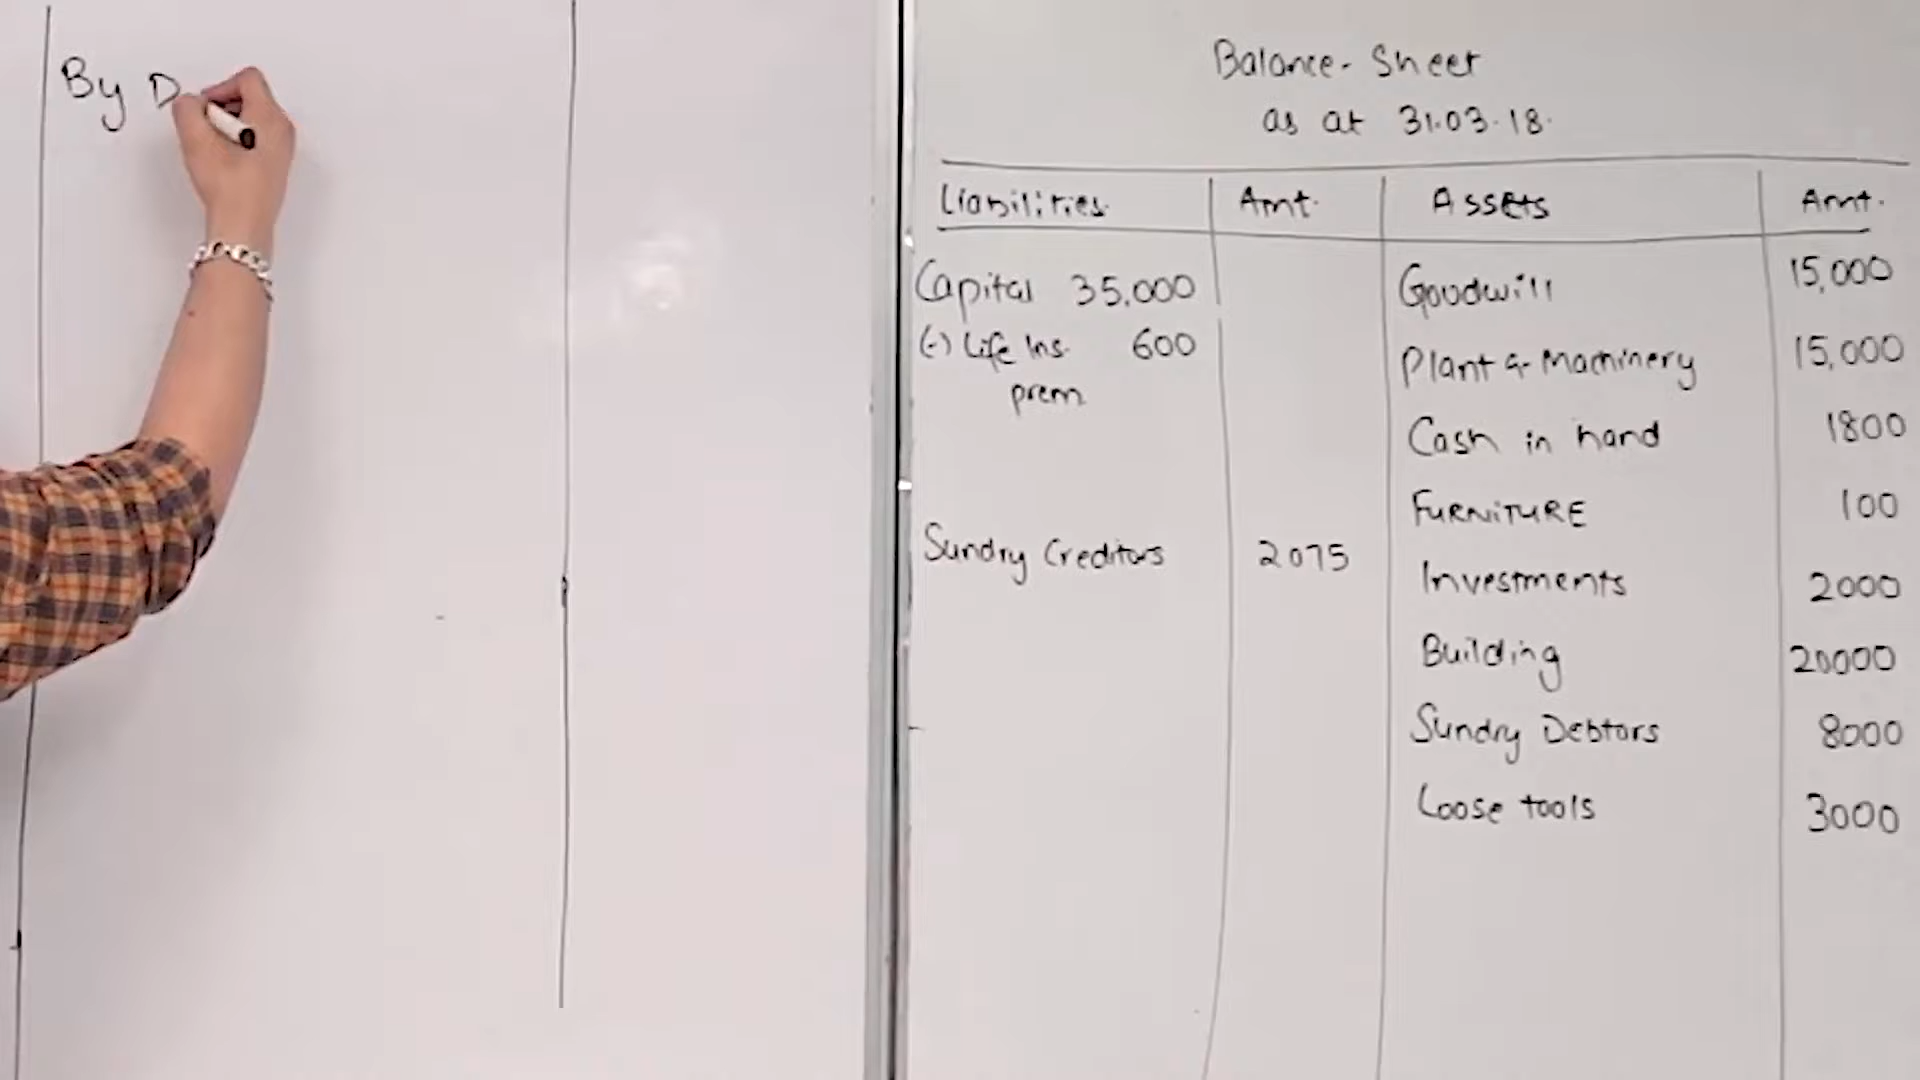 By D
Balance-Sheet
as at 31.03.18.
Liabilities. Amt. Assets Amt.
Capital 35,000 Goodwill 15,000
(-) Life Ins. 600 Plant & Machinery 15,000
prem.
Cash in hand 1800
FURNITURE 100
Sundry Creditors 2075 Investments 2000
Building 20000
Sundry Debtors 8000
Loose tools 3000